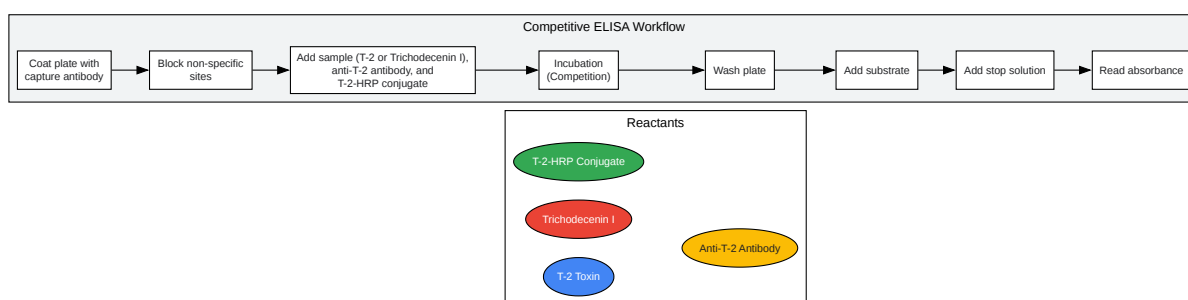 Competitive ELISA Workflow
Coat plate with
capture antibody
Block non-specific
sites
Add sample (T-2 or Trichodecenin I),
anti-T-2 antibody, and
T-2-HRP conjugate
Incubation
(Competition)
Wash plate
Add substrate
Add stop solution
Read absorbance
Reactants
T-2-HRP Conjugate
Trichodecenin I
Anti-T-2 Antibody
T-2 Toxin